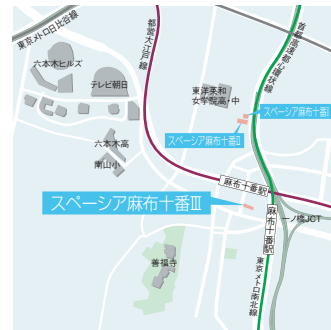 東京メトロ日比谷線
都営大江戸線
首都高速都心環状線
六本木ヒルズ
テレビ朝日
東洋英和
女学院高・中
スペーシア麻布十番Ⅰ
スペーシア麻布十番Ⅱ
六本木高
南山小
麻布十番駅
スペーシア麻布十番Ⅲ
麻布十番駅
一ノ橋JCT
善福寺
東京メトロ南北線